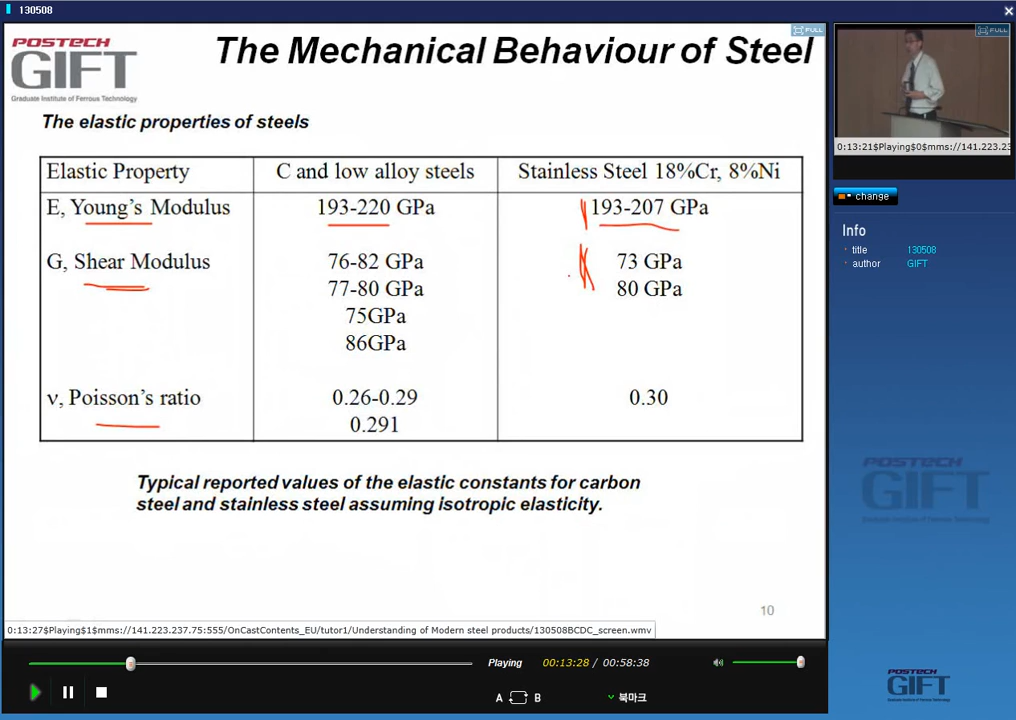 130508
POSTECH
GIFT
Graduate Institute of Ferrous Technology
The Mechanical Behaviour of Steel
FULL
The elastic properties of steels
Elastic Property C and low alloy steels Stainless Steel 18%Cr, 8%Ni
E, Young's Modulus 193-220 GPa 193-207 GPa
G, Shear Modulus 76-82 GPa 73 GPa
77-80 GPa 80 GPa
75GPa
86GPa
ν, Poisson's ratio 0.26-0.29 0.30
0.291
Typical reported values of the elastic constants for carbon
steel and stainless steel assuming isotropic elasticity.
10
0:13:27$Playing$1$mms://141.223.237.75:555/OnCastContents_EU/tutor1/Understanding of Modern steel products/130508BCDC_screen.wmv
FULL
0:13:21$Playing$0$mms://141.223.23
change
Info
title 130508
author GIFT
POSTECH
GIFT
Playing 00:13:28 / 00:58:38
A B 북마크
POSTECH
GIFT